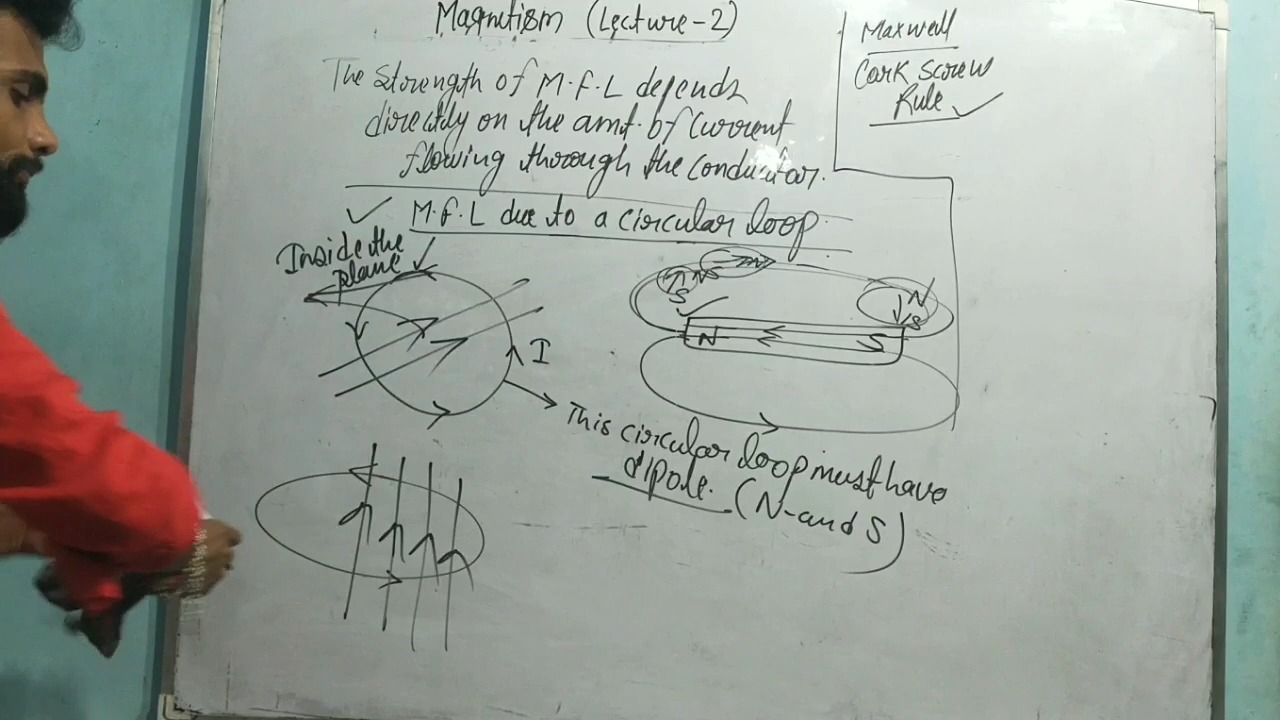 Magnetism (Lecture-2)
The Strength of M.F.L depends
directly on the amt. of Current
flowing through the Conductor.
M.F.L due to a circular loop.
Maxwell
Cork Screw
Rule
Inside the
plane
I
N
S
N
S
N
S
N
S
This circular loop must have
dipole. (N-and S)